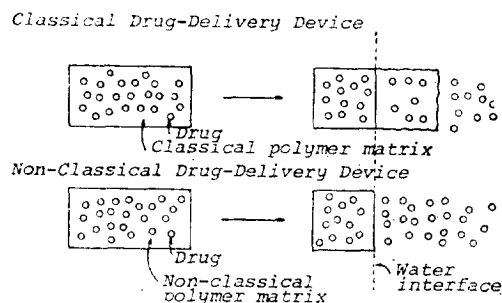 Classical Drug-Delivery Device
Drug
Classical polymer matrix
Non-Classical Drug-Delivery Device
Drug
Non-classical
polymer matrix
Water
interface